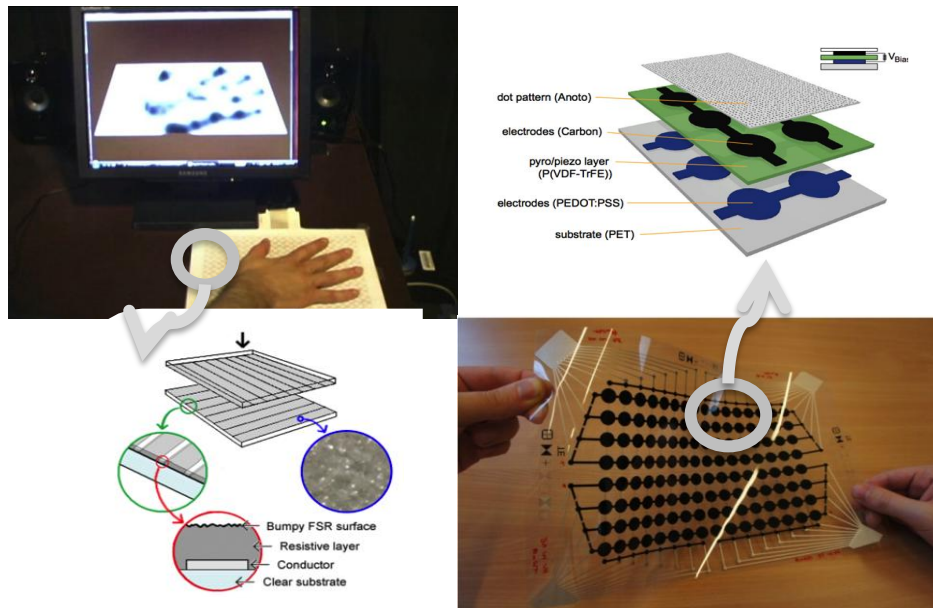 SAMSUNG
dot pattern (Anoto)
electrodes (Carbon)
pyro/piezo layer
(P(VDF-TrFE))
electrodes (PEDOT:PSS)
substrate (PET)
V Bias
Bumpy FSR surface
Resistive layer
Conductor
Clear substrate